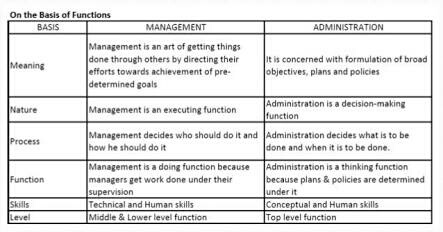 On the Basis of Functions
BASIS MANAGEMENT ADMINISTRATION
Meaning
Management is an art of getting things
done through others by directing their
efforts towards achievement of pre-
determined goals
It is concerned with formulation of broad
objectives, plans and policies
Nature
Management is an executing function
Administration is a decision-making
function
Process
Management decides who should do it and
how he should do it
Administration decides what is to be
done and when it is to be done.
Function
Management is a doing function because
managers get work done under their
supervision
Administration is a thinking function
because plans & policies are determined
under it
Skills Technical and Human skills Conceptual and Human skills
Level Middle & Lower level function Top level function